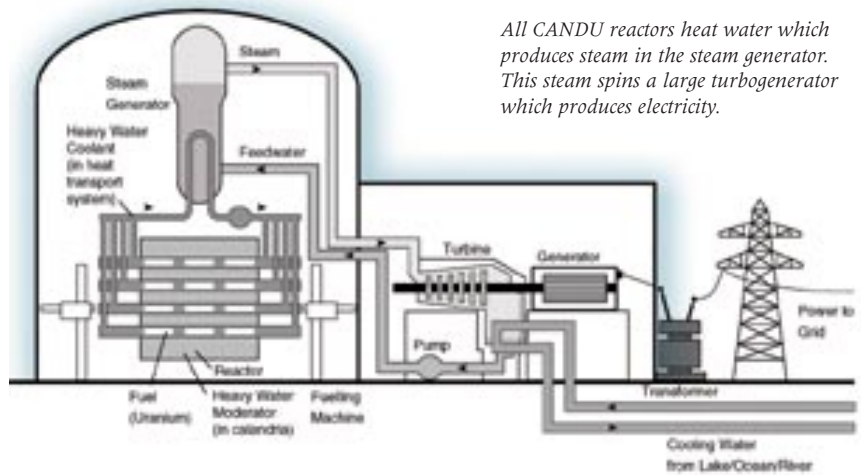 All CANDU reactors heat water which
produces steam in the steam generator.
This steam spins a large turbogenerator
which produces electricity.
Steam
Steam
Generator
Heavy Water
Coolant
(in heat
transport
system)
Feedwater
Turbine
Generator
Pump
Power to
Grid
Reactor
Transformer
Fuel
(Uranium)
Heavy Water
Moderator
(in calandria)
Fuelling
Machine
Cooling Water
from Lake/Ocean/River